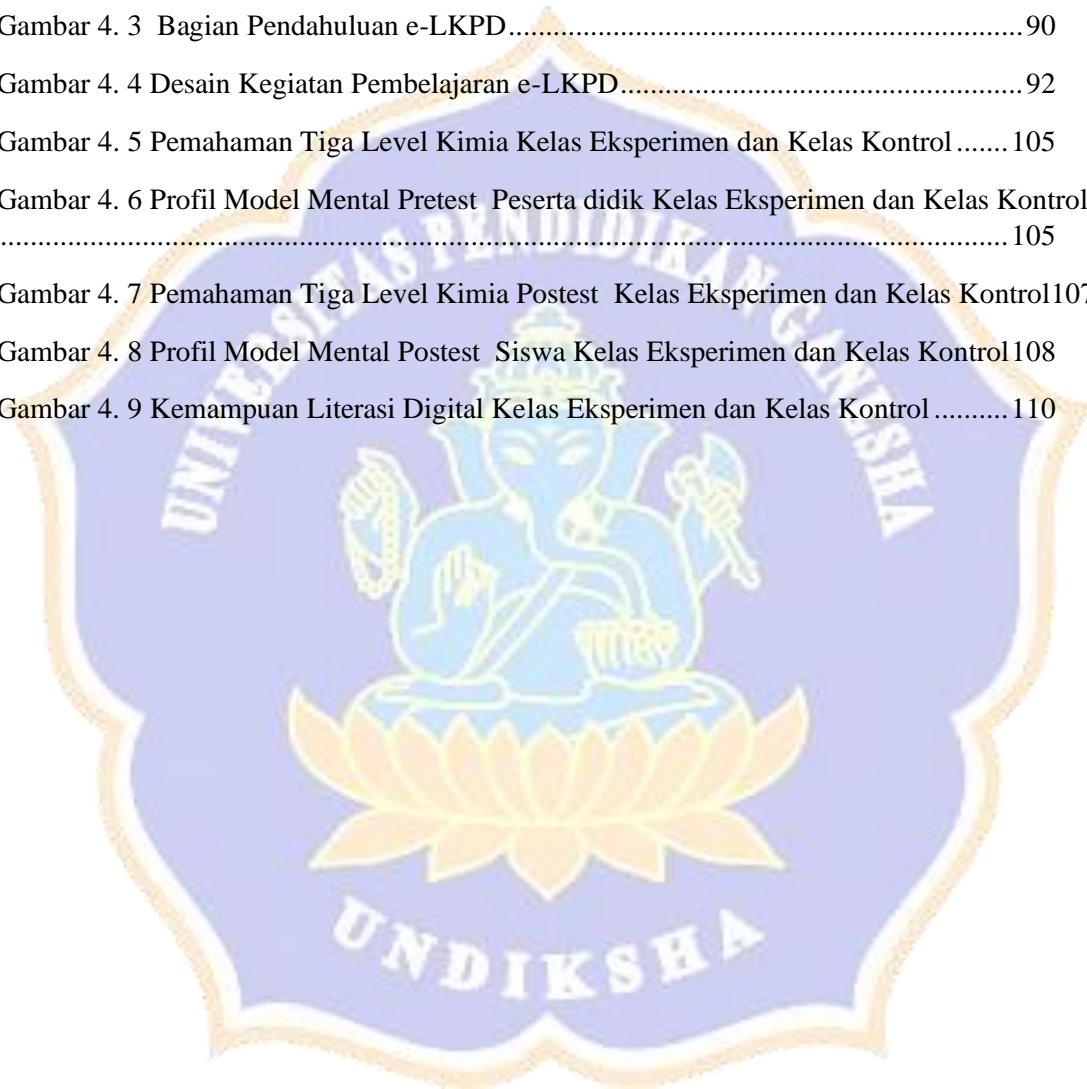 Gambar 4. 3  Bagian Pendahuluan e-LKPD....................................................................90
Gambar 4. 4 Desain Kegiatan Pembelajaran e-LKPD.....................................................92
Gambar 4. 5 Pemahaman Tiga Level Kimia Kelas Eksperimen dan Kelas Kontrol.......105
Gambar 4. 6 Profil Model Mental Pretest  Peserta didik Kelas Eksperimen dan Kelas Kontrol
....................................................................................................................................105
Gambar 4. 7 Pemahaman Tiga Level Kimia Postest  Kelas Eksperimen dan Kelas Kontrol107
Gambar 4. 8 Profil Model Mental Postest  Siswa Kelas Eksperimen dan Kelas Kontrol108
Gambar 4. 9 Kemampuan Literasi Digital Kelas Eksperimen dan Kelas Kontrol..........110
UNIVERSITAS PENDIDIKAN GANESHA
UNDIKSHA